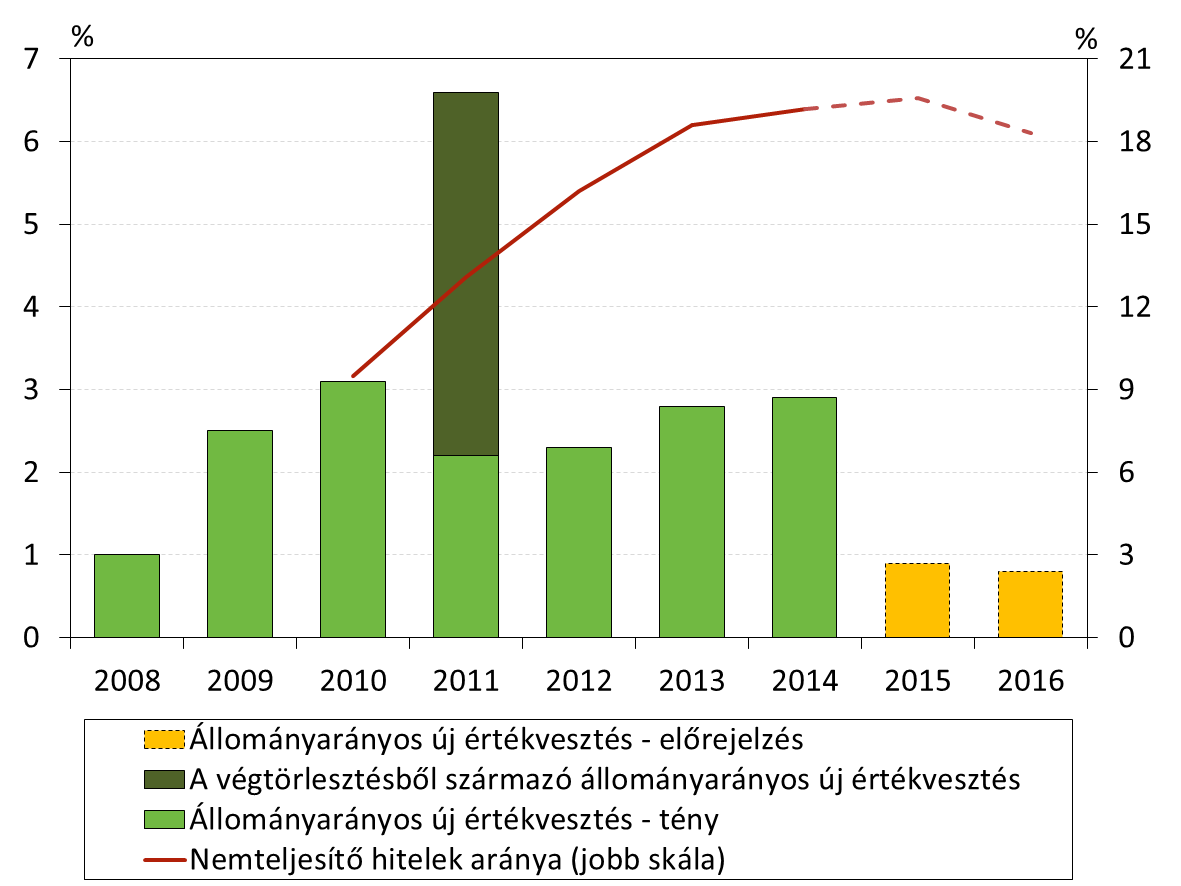 % %
7 21
6 18
5 15
4 12
3 9
2 6
1 3
0 0
2008 2009 2010 2011 2012 2013 2014 2015 2016
Állományarányos új értékvesztés - előrejelzés
A végtörlesztésből származó állományarányos új értékvesztés
Állományarányos új értékvesztés - tény
Nemteljesítő hitelek aránya (jobb skála)